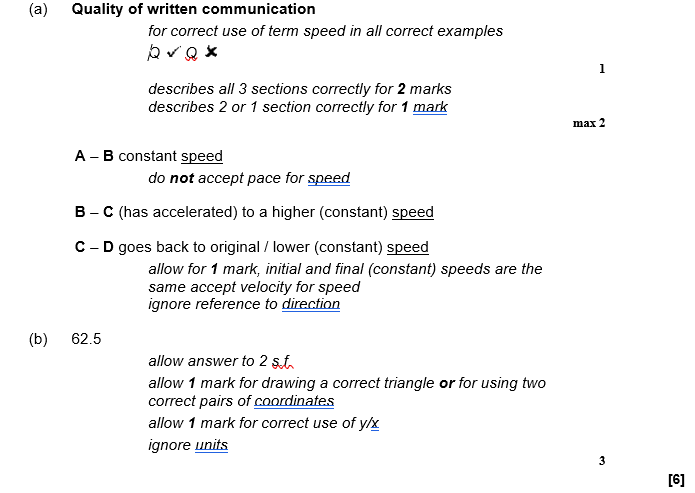 (a) Quality of written communication
for correct use of term speed in all correct examples
Q ✓ Q ✗
1
describes all 3 sections correctly for 2 marks
describes 2 or 1 section correctly for 1 mark
max 2
A – B constant speed
do not accept pace for speed
B – C (has accelerated) to a higher (constant) speed
C – D goes back to original / lower (constant) speed
allow for 1 mark, initial and final (constant) speeds are the
same accept velocity for speed
ignore reference to direction
(b) 62.5
allow answer to 2 s.f.
allow 1 mark for drawing a correct triangle or for using two
correct pairs of coordinates
allow 1 mark for correct use of y/x
ignore units
3
[6]